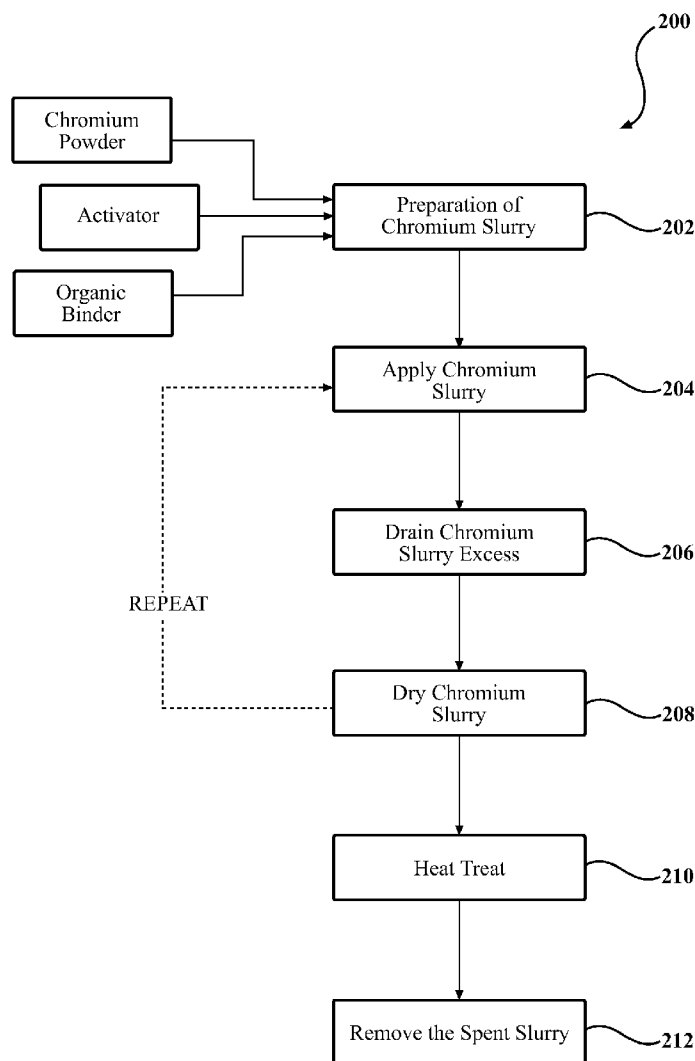 200
Chromium
Powder
Activator
Organic
Binder
Preparation of
Chromium Slurry
202
Apply Chromium
Slurry
204
Drain Chromium
Slurry Excess
206
REPEAT
Dry Chromium
Slurry
208
Heat Treat
210
Remove the Spent Slurry
212